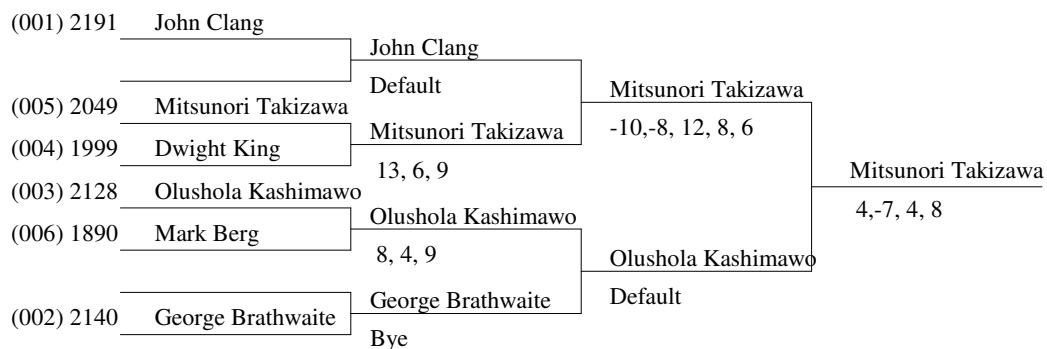 (001) 2191 John Clang
John Clang
Default
(005) 2049 Mitsunori Takizawa
Mitsunori Takizawa
-10,-8, 12, 8, 6
(004) 1999 Dwight King
Mitsunori Takizawa
13, 6, 9
(003) 2128 Olushola Kashimawo
Mitsunori Takizawa
4,-7, 4, 8
(006) 1890 Mark Berg
Olushola Kashimawo
8, 4, 9
Olushola Kashimawo
Default
(002) 2140 George Brathwaite
George Brathwaite
Bye